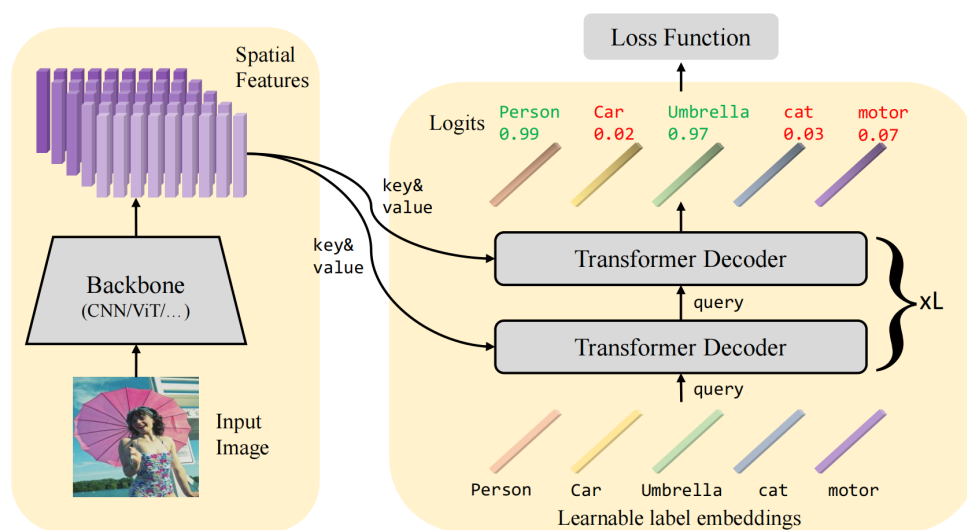 Spatial
Features
Backbone
(CNN/ViT/...)
Input
Image
Loss Function
Logits
Person
0.99
Car
0.02
Umbrella
0.97
cat
0.03
motor
0.07
key&
value
key&
value
Transformer Decoder
query
Transformer Decoder
xL
query
Person
Car
Umbrella
cat
motor
Learnable label embeddings